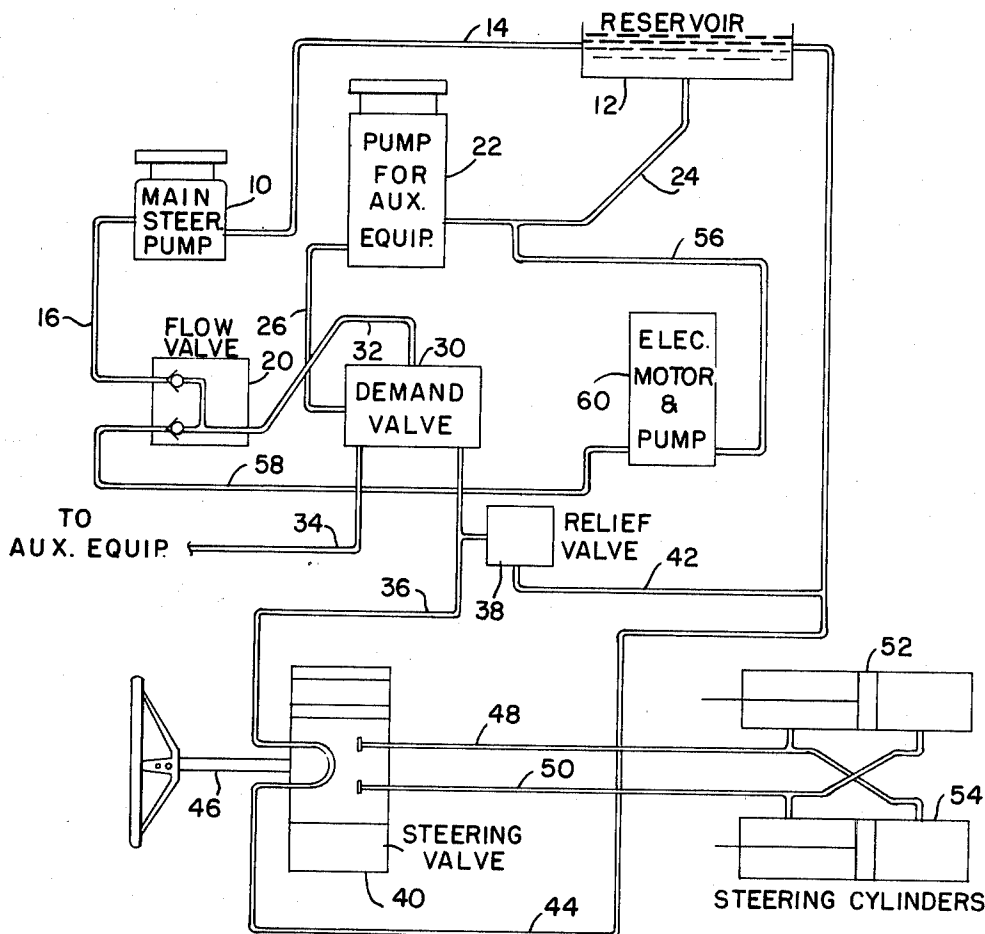 RESERVOIR
14
12
PUMP
FOR
AUX.
EQUIP.
22
24
MAIN
STEER.
PUMP
10
56
16
26
FLOW
VALVE
20
32
30
DEMAND
VALVE
ELEC.
MOTOR
&
PUMP
60
58
TO
AUX. EQUIP.
34
RELIEF
VALVE
38
42
36
52
48
46
50
54
STEERING
VALVE
40
44
STEERING CYLINDERS